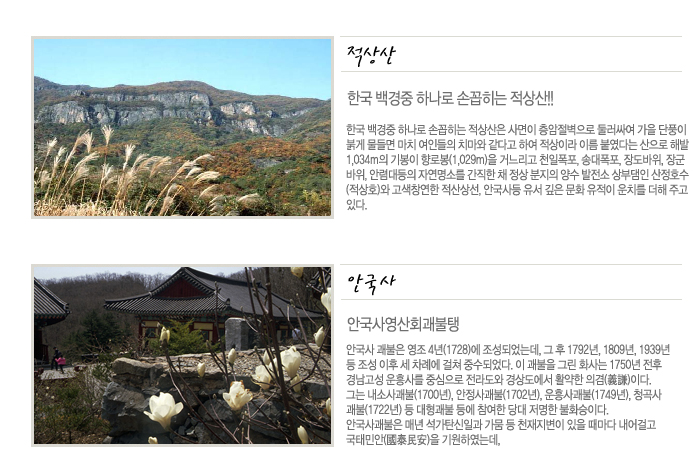 적상산
한국 백경중 하나로 손꼽히는 적상산!!
한국 백경중 하나로 손꼽히는 적상산은 사면이 층암절벽으로 둘러싸여 가을 단풍이
붉게 물들면 마치 여인들의 치마와 같다고 하여 적상이라 이름 붙였다는 산으로 해발
1,034m의 기봉이 향로봉(1,029m)을 거느리고 천일폭포, 송대폭포, 장도바위, 장군
바위, 안렴대등의 자연명소를 간직한 채 정상 분지의 양수 발전소 상부댐인 산정호수
(적상호)와 고색창연한 적산상선, 안국사등 유서 깊은 문화 유적이 운치를 더해 주고
있다.
안국사
안국사영산회괘불탱
안국사 괘불은 영조 4년(1728)에 조성되었는데, 그 후 1792년, 1809년, 1939년
등 조성 이후 세 차례에 걸쳐 중수되었다. 이 괘불을 그린 화사는 1750년 전후
경남고성 운흥사를 중심으로 전라도와 경상도에서 활약한 의겸(義謙)이다.
그는 내소사괘불(1700년), 안정사괘불(1702년), 운흥사괘불(1749년), 청곡사
괘불(1722년) 등 대형괘불 등에 참여한 당대 저명한 불화승이다.
안국사괘불은 매년 석가탄신일과 가뭄 등 천재지변이 있을 때마다 내어걸고
국태민안(國泰民安)을 기원하였는데,